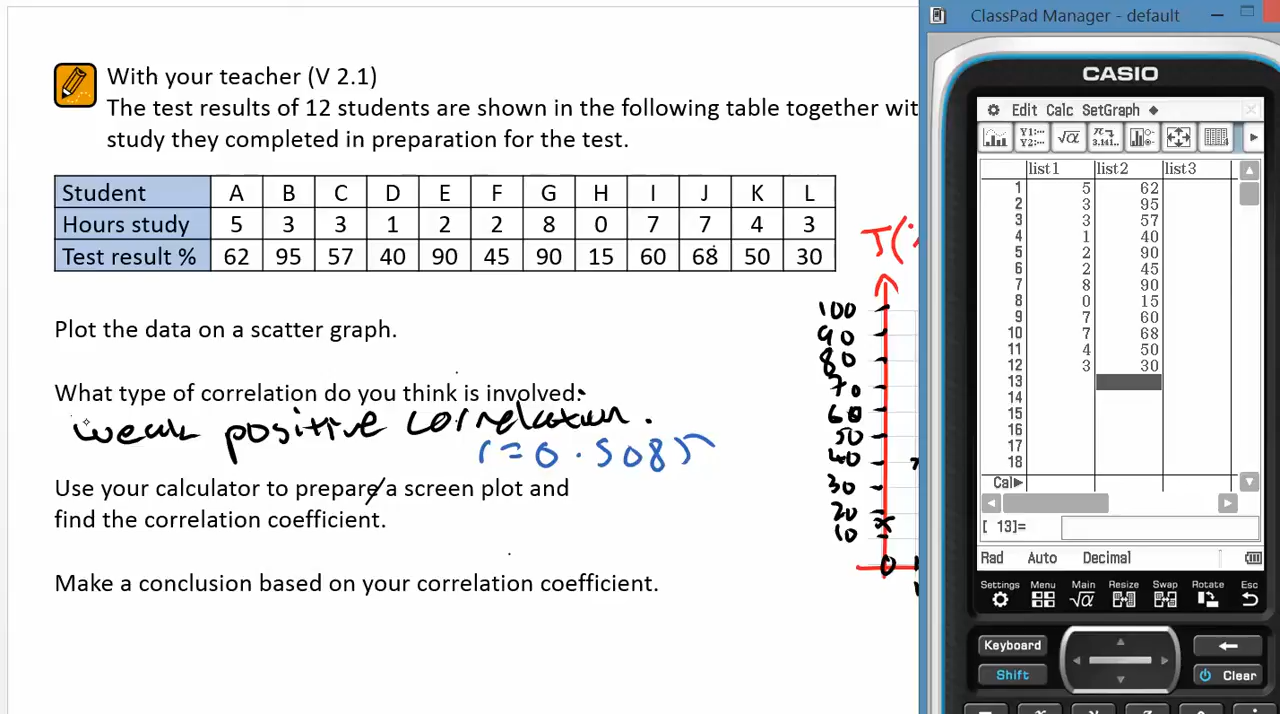 ClassPad Manager - default
With your teacher (V 2.1)
The test results of 12 students are shown in the following table together wit
study they completed in preparation for the test.
Student A B C D E F G H I J K L
Hours study 5 3 3 1 2 2 8 0 7 7 4 3
Test result % 62 95 57 40 90 45 90 15 60 68 50 30
Plot the data on a scatter graph.
What type of correlation do you think is involved:
weak positive correlation.
r=0.5085
Use your calculator to prepare a screen plot and
find the correlation coefficient.
Make a conclusion based on your correlation coefficient.
T(
100
90
80
70
60
50
40
30
20
10
0
CASIO
Edit Calc SetGraph
Y1:...
Y2:...
√α
3.141..
list1 list2 list3
1 5 62
2 3 95
3 3 57
4 1 40
5 2 90
6 2 45
7 8 90
8 0 15
9 7 60
10 7 68
11 4 50
12 3 30
13
14
15
16
17
18
Cal▶
[ 13]=
Rad Auto Decimal
Settings Menu Main Resize Swap Rotate Esc
√α
Keyboard
Shift
Clear